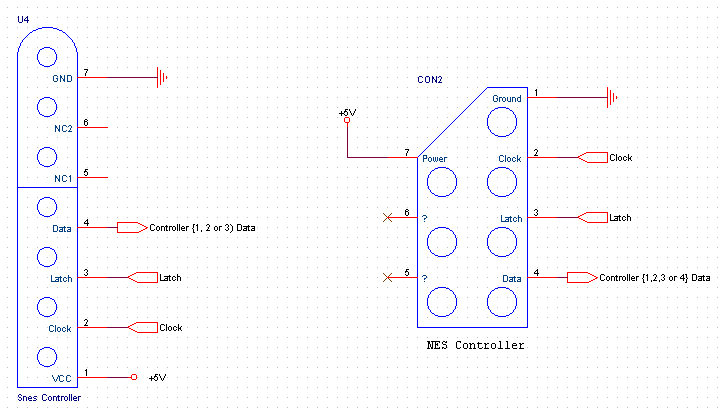 U4
GND 7
NC2 6
NC1 5
Data 4 Controller {1, 2 or 3) Data
Latch 3 Latch
Clock 2 Clock
VCC 1 +5V
Snes Controller
CON2
Ground 1
+5V
7 Power Clock 2 Clock
6 ? Latch 3 Latch
5 ? Data 4 Controller {1,2,3 or 4} Data
NES Controller